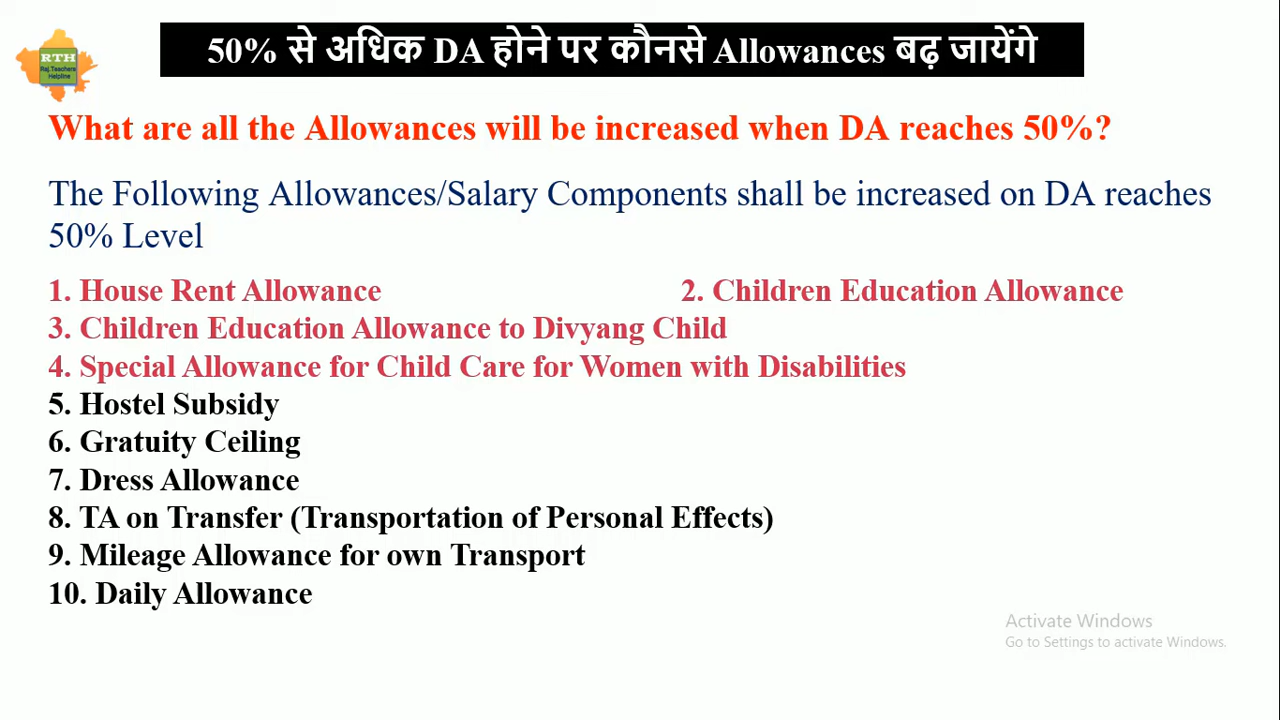 50% से अधिक DA होने पर कौनसे Allowances बढ़ जायेंगे
RTH
Raj.Teachers
Helpline
What are all the Allowances will be increased when DA reaches 50%?
The Following Allowances/Salary Components shall be increased on DA reaches
50% Level
1. House Rent Allowance 2. Children Education Allowance
3. Children Education Allowance to Divyang Child
4. Special Allowance for Child Care for Women with Disabilities
5. Hostel Subsidy
6. Gratuity Ceiling
7. Dress Allowance
8. TA on Transfer (Transportation of Personal Effects)
9. Mileage Allowance for own Transport
10. Daily Allowance
Activate Windows
Go to Settings to activate Windows.